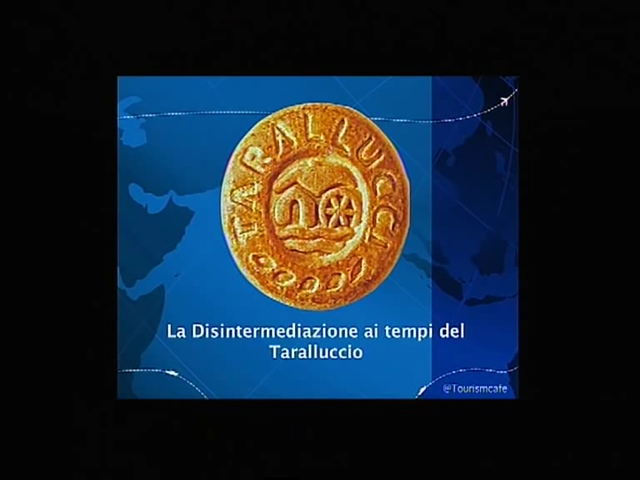 TARALLUCCI
La Disintermediazione ai tempi del
Taralluccio
@Tourismcafe